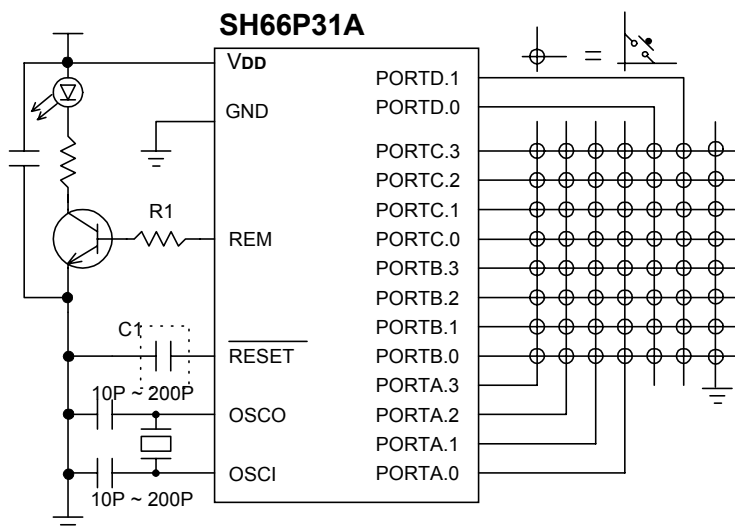 SH66P31A
VDD
GND
REM
RESET
OSCO
OSCI
PORTD.1
PORTD.0
PORTC.3
PORTC.2
PORTC.1
PORTC.0
PORTB.3
PORTB.2
PORTB.1
PORTB.0
PORTA.3
PORTA.2
PORTA.1
PORTA.0
R1
C1
10P ~ 200P
10P ~ 200P
=